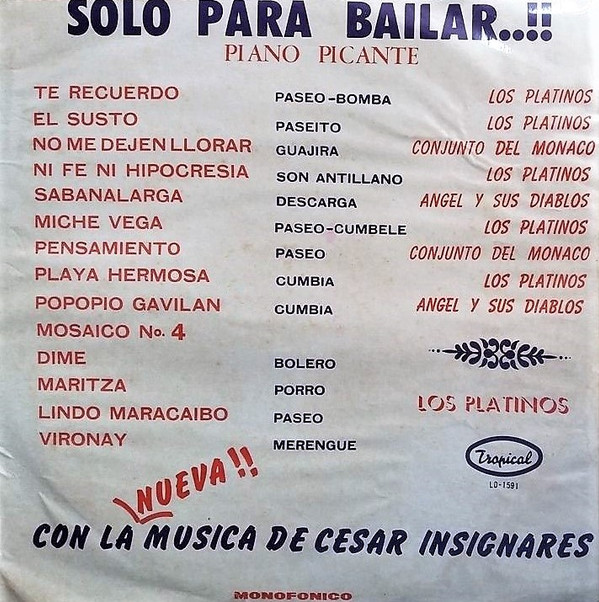 SOLO PARA BAILAR..!!
PIANO PICANTE
TE RECUERDO PASEO-BOMBA LOS PLATINOS
EL SUSTO PASEITO LOS PLATINOS
NO ME DEJEN LLORAR GUAJIRA CONJUNTO DEL MONACO
NI FE NI HIPOCRESIA SON ANTILLANO LOS PLATINOS
SABANALARGA DESCARGA ANGEL Y SUS DIABLOS
MICHE VEGA PASEO-CUMBELE LOS PLATINOS
PENSAMIENTO PASEO CONJUNTO DEL MONACO
PLAYA HERMOSA CUMBIA LOS PLATINOS
POPOPIO GAVILAN CUMBIA ANGEL Y SUS DIABLOS
MOSAICO No. 4
DIME BOLERO
MARITZA PORRO LOS PLATINOS
LINDO MARACAIBO PASEO
VIRONAY MERENGUE
Tropical
LD-1591
NUEVA!!
CON LA MUSICA DE CESAR INSIGNARES
MONOFONICO